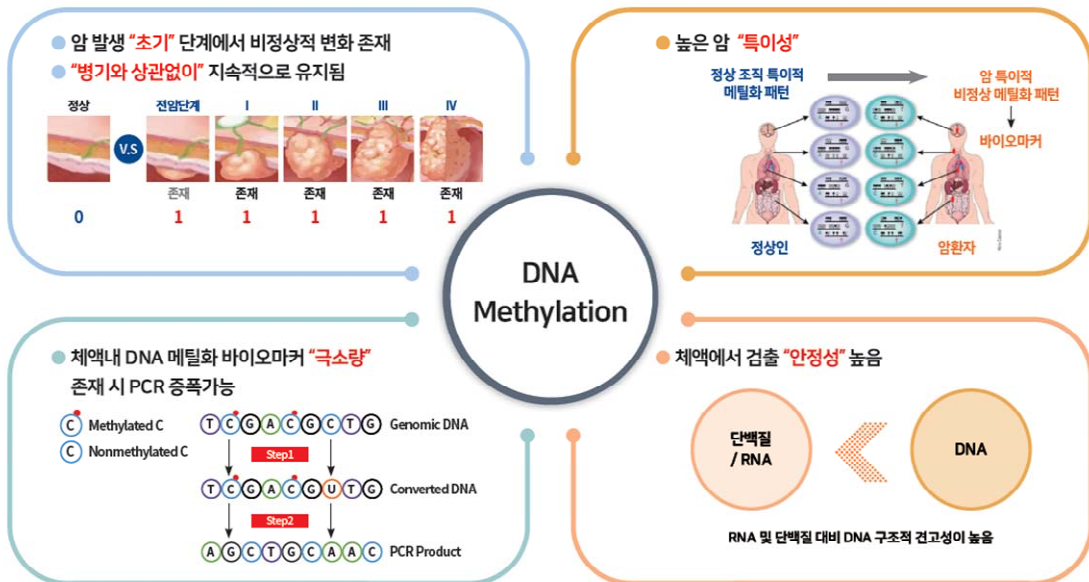 암 발생 “초기” 단계에서 비정상적 변화 존재
“병기와 상관없이” 지속적으로 유지됨
정상 전암단계 I II III IV
V.S
존재 존재 존재 존재 존재
0 1 1 1 1 1
높은 암 “특이성”
정상 조직 특이적
메틸화 패턴
암 특이적
비정상 메틸화 패턴
바이오마커
정상인
암환자
DNA
Methylation
체액내 DNA 메틸화 바이오마커 “극소량”
존재 시 PCR 증폭가능
C Methylated C
C Nonmethylated C
T C G A C G C T G Genomic DNA
Step1
T C G A C G U T G Converted DNA
Step2
A G C T G C A A C PCR Product
체액에서 검출 “안정성” 높음
단백질
/ RNA
DNA
RNA 및 단백질 대비 DNA 구조적 견고성이 높음